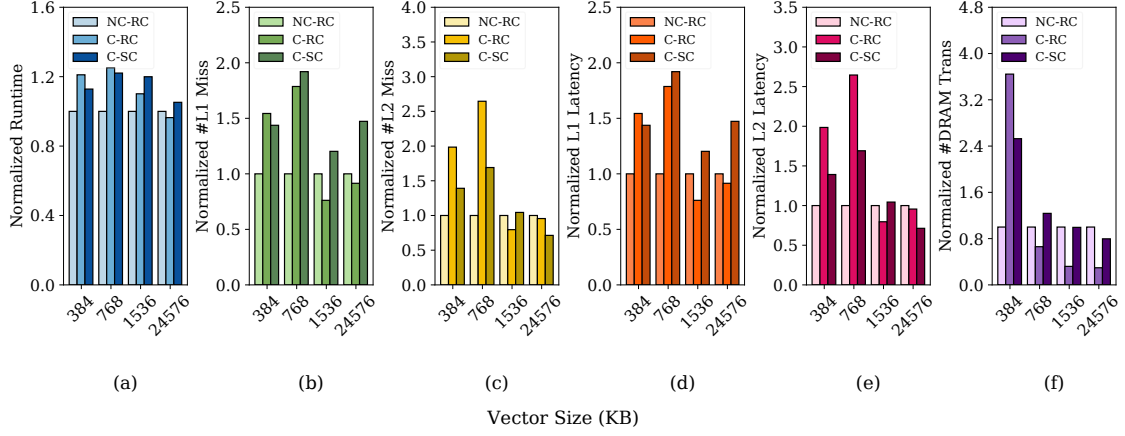 Normalized Runtime
1.6
1.2
0.8
0.4
0.0
NC-RC
C-RC
C-SC
384
768
1536
24576
(a)
Normalized #L1 Miss
2.5
2.0
1.5
1.0
0.5
0.0
NC-RC
C-RC
C-SC
384
768
1536
24576
(b)
Normalized #L2 Miss
4.0
3.5
3.0
2.5
2.0
1.5
1.0
0.5
0.0
NC-RC
C-RC
C-SC
384
768
1536
24576
(c)
Normalized L1 Latency
2.5
2.0
1.5
1.0
0.5
0.0
NC-RC
C-RC
C-SC
384
768
1536
24576
(d)
Normalized L2 Latency
3.5
3.0
2.5
2.0
1.5
1.0
0.5
0.0
NC-RC
C-RC
C-SC
384
768
1536
24576
(e)
Normalized #DRAM Trans
4.8
3.6
2.4
1.2
0.0
NC-RC
C-RC
C-SC
384
768
1536
24576
(f)
Vector Size (KB)